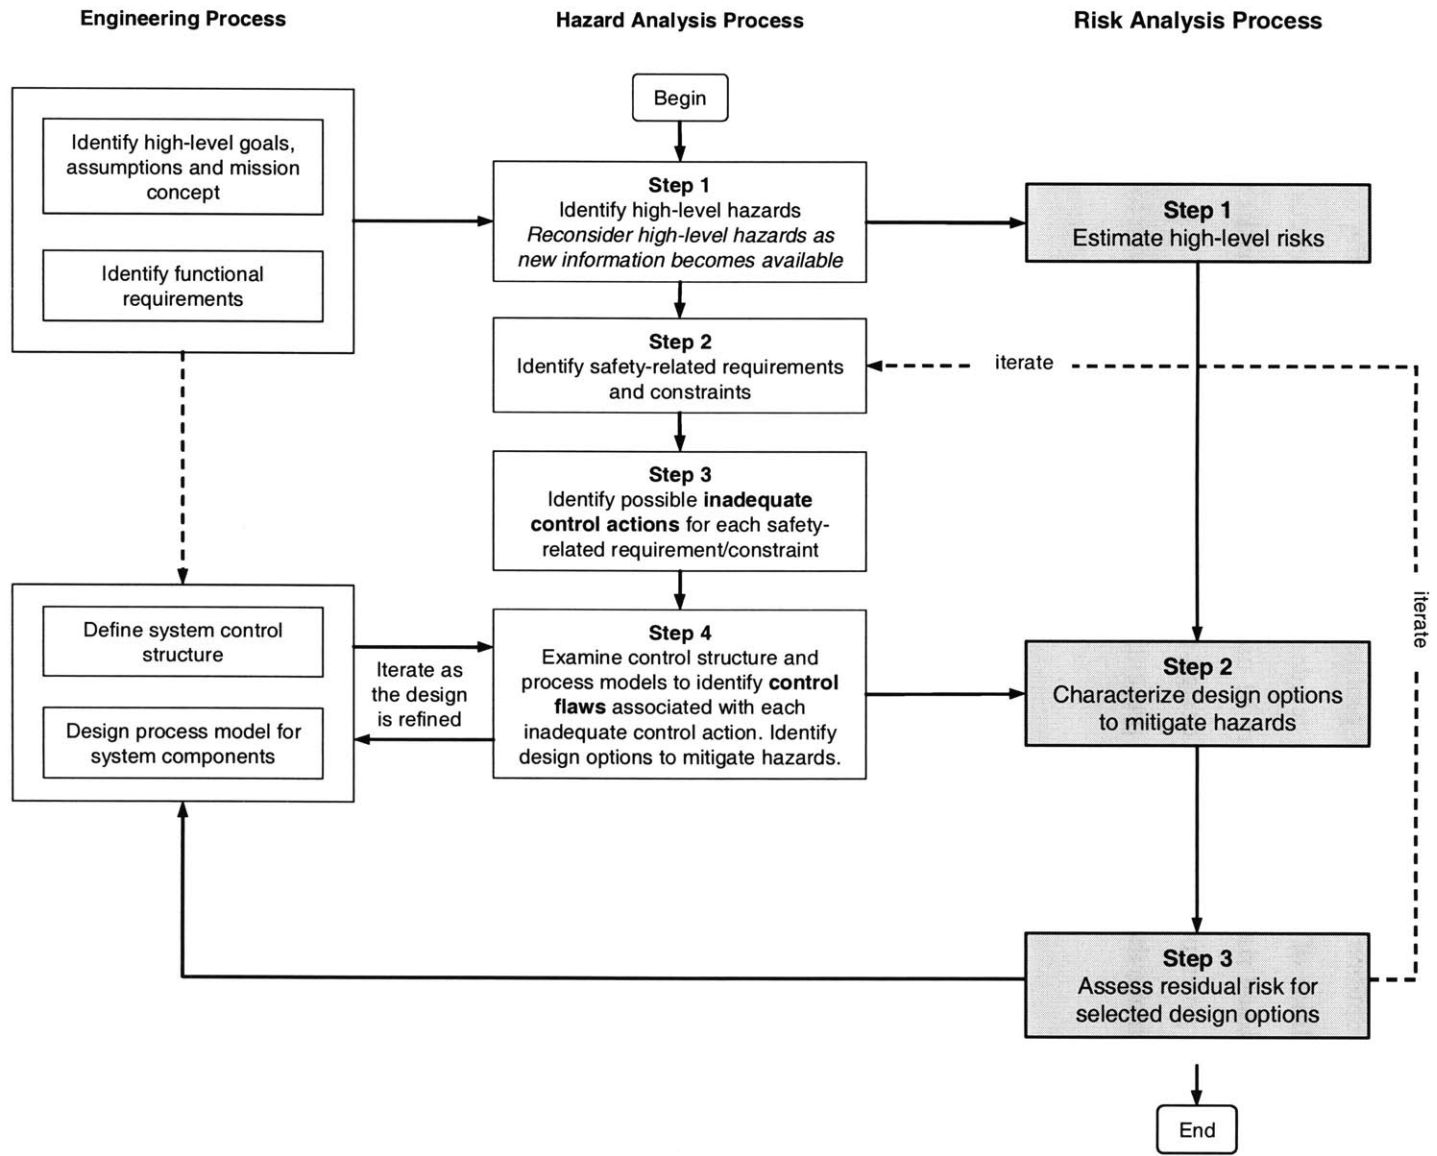 Engineering Process
Hazard Analysis Process
Risk Analysis Process
Begin
Identify high-level goals,
assumptions and mission
concept
Identify functional
requirements
Step 1
Identify high-level hazards
Reconsider high-level hazards as
new information becomes available
Step 1
Estimate high-level risks
Step 2
Identify safety-related requirements
and constraints
iterate
Step 3
Identify possible inadequate
control actions for each safety-
related requirement/constraint
iterate
Define system control
structure
Design process model for
system components
Iterate as
the design
is refined
Step 4
Examine control structure and
process models to identify control
flaws associated with each
inadequate control action. Identify
design options to mitigate hazards.
Step 2
Characterize design options
to mitigate hazards
Step 3
Assess residual risk for
selected design options
End